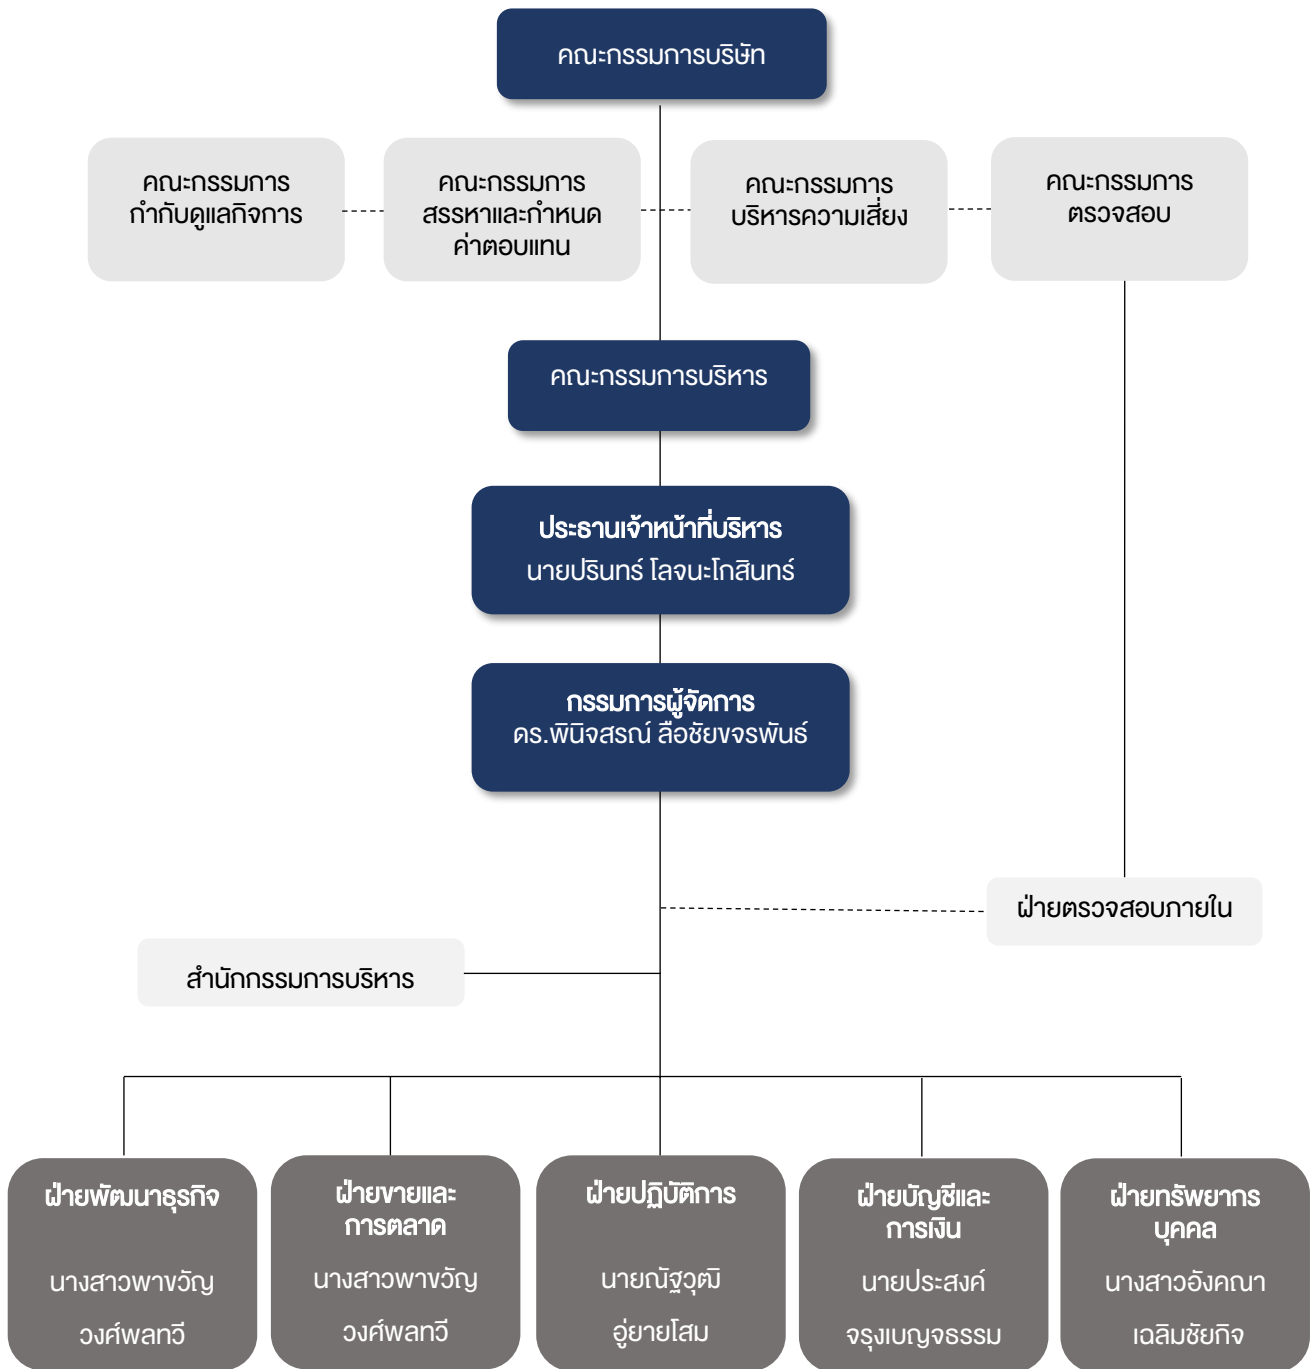 คณะกรรมการบริษัท
คณะกรรมการ
กำกับดูแลกิจการ
คณะกรรมการ
สรรหาและกำหนด
ค่าตอบแทน
คณะกรรมการ
บริหารความเสี่ยง
คณะกรรมการ
ตรวจสอบ
คณะกรรมการบริหาร
ประธานเจ้าหน้าที่บริหาร
นายปรินทร์ โลจนะโกสินทร์
กรรมการผู้จัดการ
ดร.พินิจสรณ์ ลือชัยขจรพันธ์
ฝ่ายตรวจสอบภายใน
สำนักกรรมการบริหาร
ฝ่ายพัฒนาธุรกิจ
นางสาวพาขวัญ
วงศ์พลทวี
ฝ่ายขายและ
การตลาด
นางสาวพาขวัญ
วงศ์พลทวี
ฝ่ายปฏิบัติการ
นายณัฐวุฒิ
อู่ยายโสม
ฝ่ายบัญชีและ
การเงิน
นายประสงค์
จรุงเบญจธรรม
ฝ่ายทรัพยากร
บุคคล
นางสาวอังคณา
เฉลิมชัยกิจ